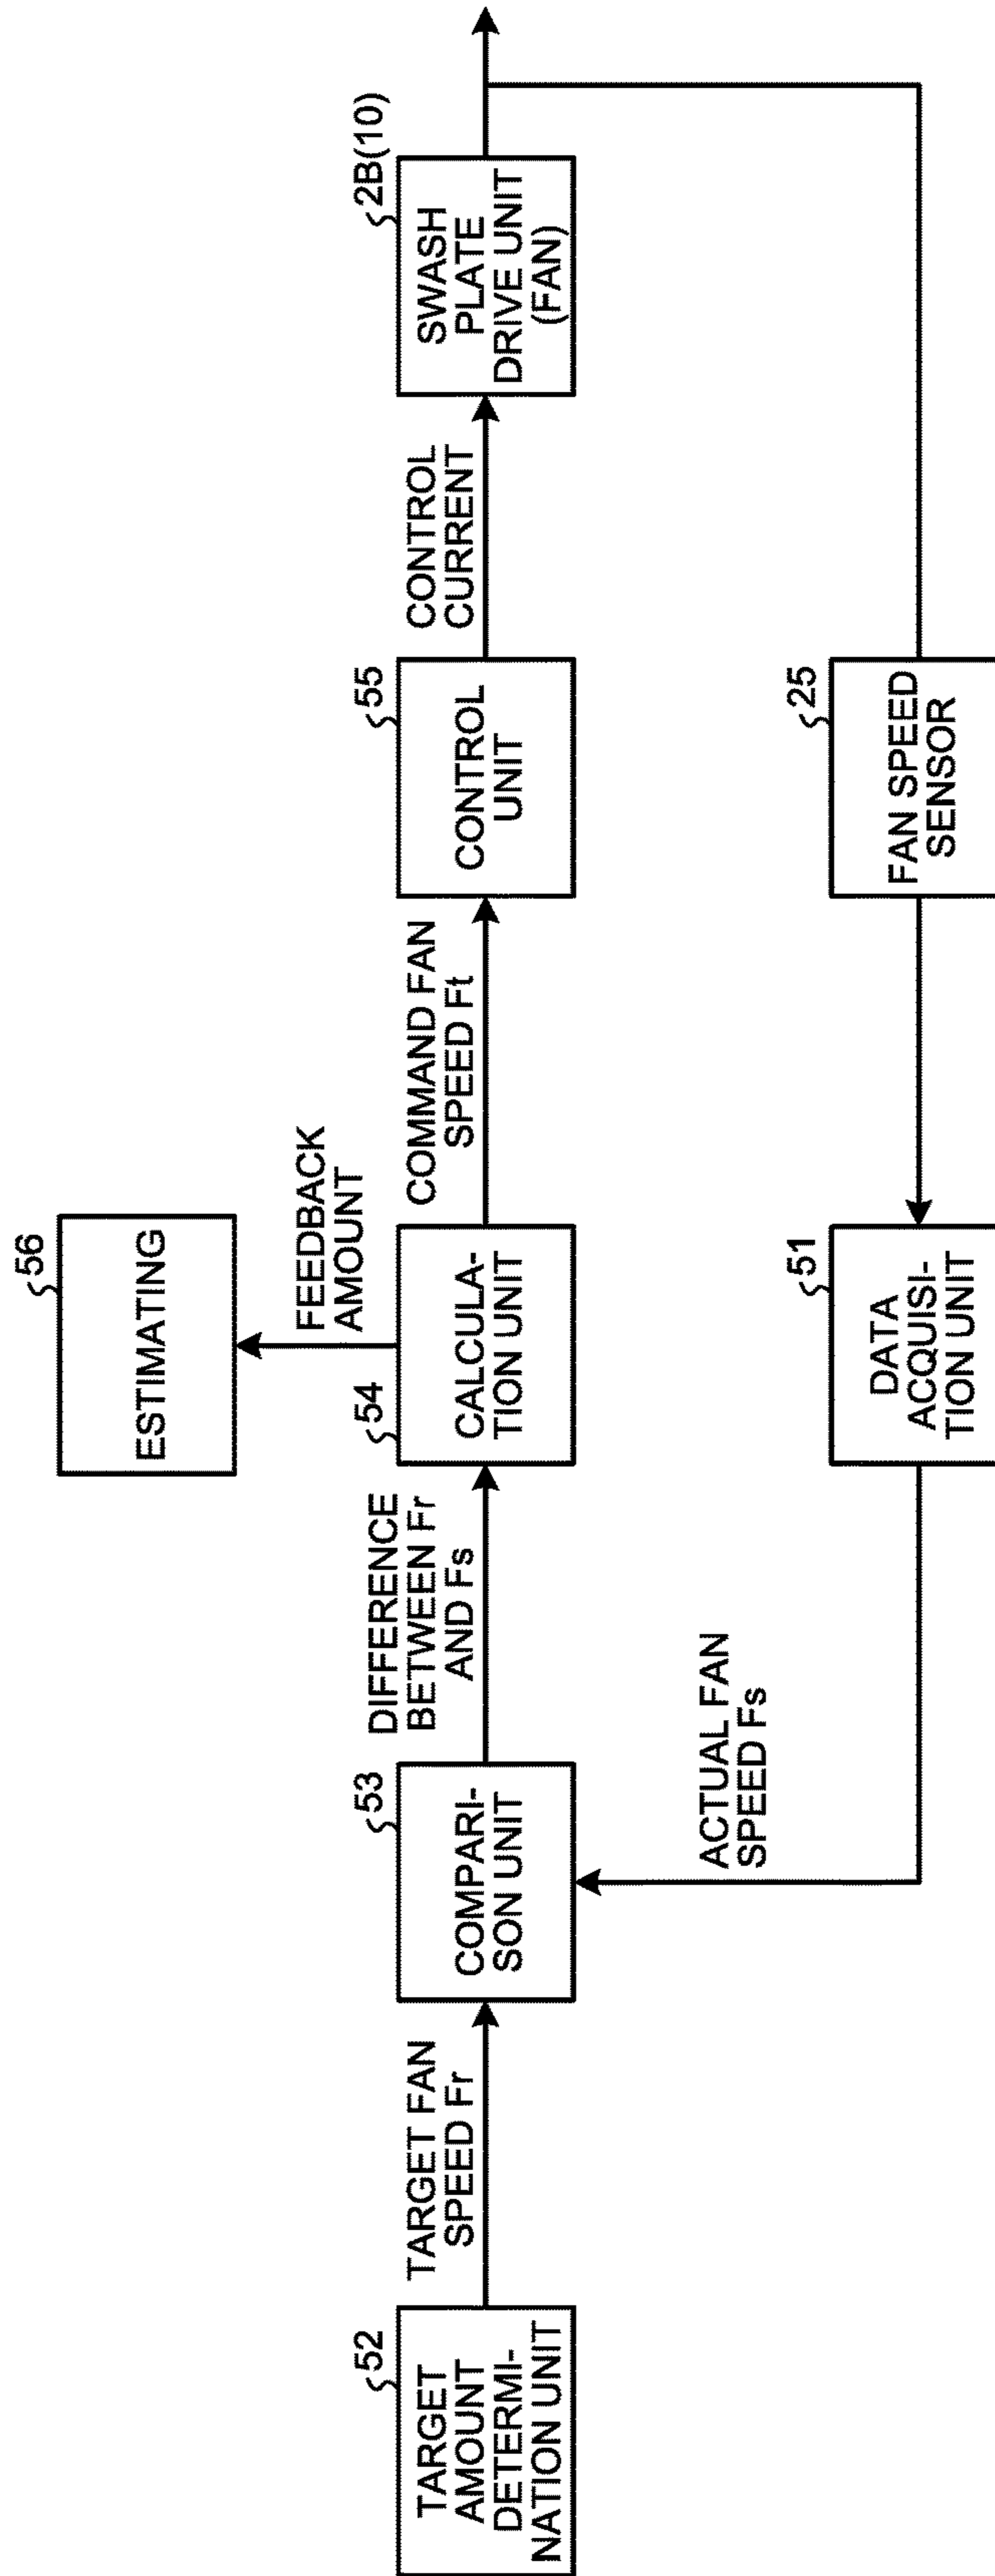 52
TARGET
AMOUNT
DETERMI-
NATION UNIT
TARGET FAN
SPEED Fr
53
COMPARI-
SON UNIT
DIFFERENCE
BETWEEN Fr
AND Fs
54
CALCULA-
TION UNIT
FEEDBACK
AMOUNT
56
ESTIMATING
COMMAND FAN
SPEED Ft
55
CONTROL
UNIT
CONTROL
CURRENT
2B(10)
SWASH
PLATE
DRIVE UNIT
(FAN)
25
FAN SPEED
SENSOR
51
DATA
ACQUISI-
TION UNIT
ACTUAL FAN
SPEED Fs